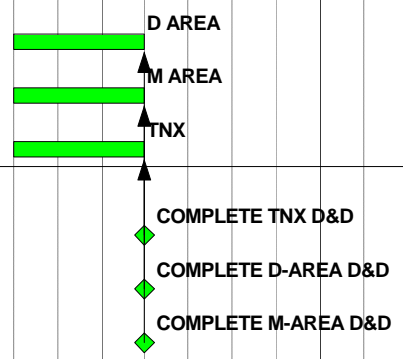 D AREA
M AREA
TNX
COMPLETE TNX D&D
COMPLETE D-AREA D&D
COMPLETE M-AREA D&D